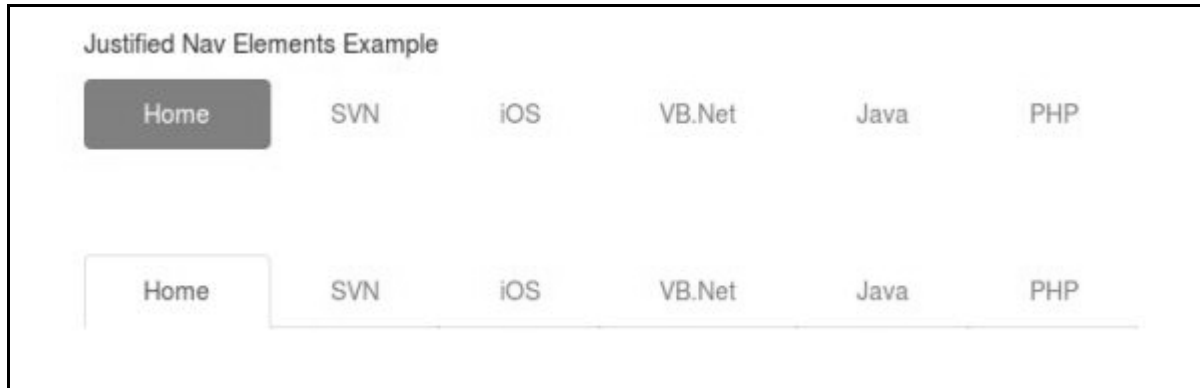 Justified Nav Elements Example
Home SVN iOS VB.Net Java PHP
Home SVN iOS VB.Net Java PHP